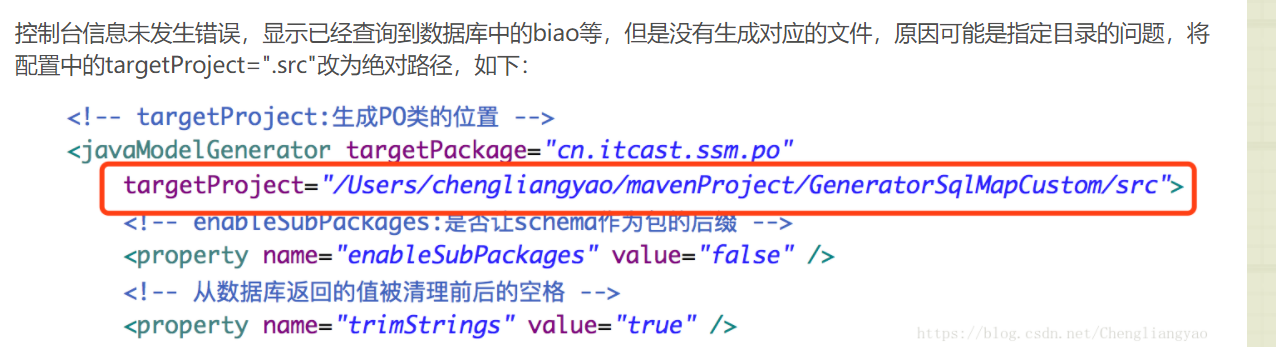 控制台信息未发生错误，显示已经查询到数据库中的biao等，但是没有生成对应的文件，原因可能是指定目录的问题，将
配置中的targetProject=".src"改为绝对路径，如下：
<!-- targetProject:生成PO类的位置 -->
<javaModelGenerator targetPackage="cn.itcast.ssm.po"
targetProject="/Users/chengliangyao/mavenProject/GeneratorSqlMapCustom/src">
<!-- enableSubPackages:是否让schema作为包的后缀 -->
<property name="enableSubPackages" value="false" />
<!-- 从数据库返回的值被清理前后的空格 -->
<property name="trimStrings" value="true" />
https://blog.csdn.net/Chengliangyao